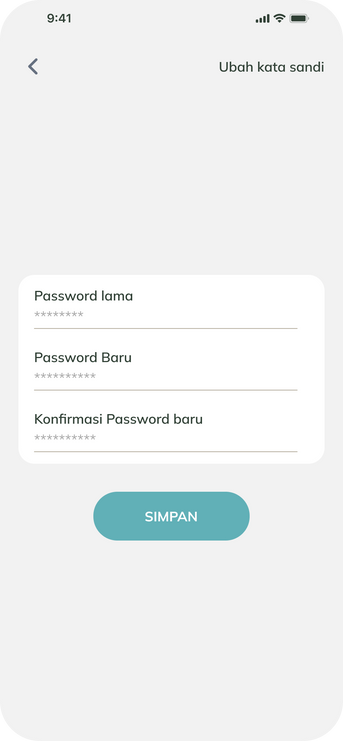 9:41
Ubah kata sandi
Password lama
********
Password Baru
**********
Konfirmasi Password baru
**********
SIMPAN